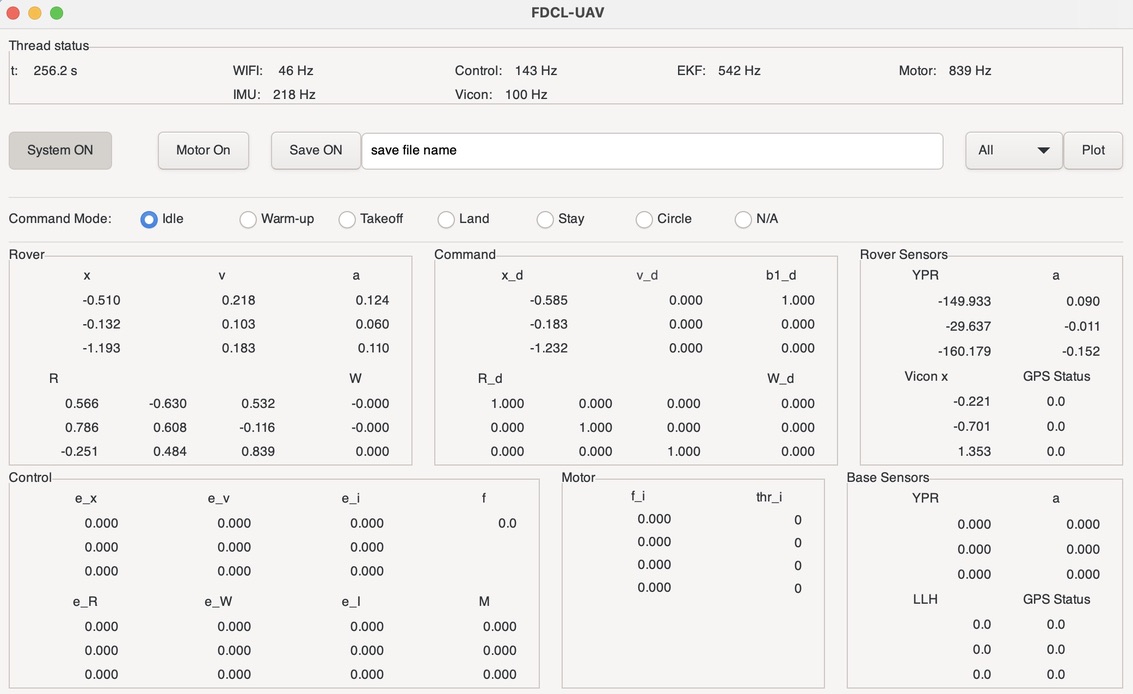 FDCL-UAV
Thread status
t: 256.2 s WIFI: 46 Hz Control: 143 Hz EKF: 542 Hz Motor: 839 Hz
IMU: 218 Hz Vicon: 100 Hz
System ON Motor On Save ON save file name All Plot
Command Mode: Idle Warm-up Takeoff Land Stay Circle N/A
Rover
x v a
-0.510 0.218 0.124
-0.132 0.103 0.060
-1.193 0.183 0.110
R W
0.566 -0.630 0.532 -0.000
0.786 0.608 -0.116 -0.000
-0.251 0.484 0.839 0.000
Command
x_d v_d b1_d
-0.585 0.000 1.000
-0.183 0.000 0.000
-1.232 0.000 0.000
R_d W_d
1.000 0.000 0.000 0.000
0.000 1.000 0.000 0.000
0.000 0.000 1.000 0.000
Rover Sensors
YPR a
-149.933 0.090
-29.637 -0.011
-160.179 -0.152
Vicon x GPS Status
-0.221 0.0
-0.701 0.0
1.353 0.0
Control
e_x e_v e_i f
0.000 0.000 0.000 0.0
0.000 0.000 0.000
0.000 0.000 0.000
e_R e_W e_I M
0.000 0.000 0.000 0.000
0.000 0.000 0.000 0.000
0.000 0.000 0.000 0.000
Motor
f_i thr_i
0.000 0
0.000 0
0.000 0
0.000 0
Base Sensors
YPR a
0.000 0.000
0.000 0.000
0.000 0.000
LLH GPS Status
0.0 0.0
0.0 0.0
0.0 0.0